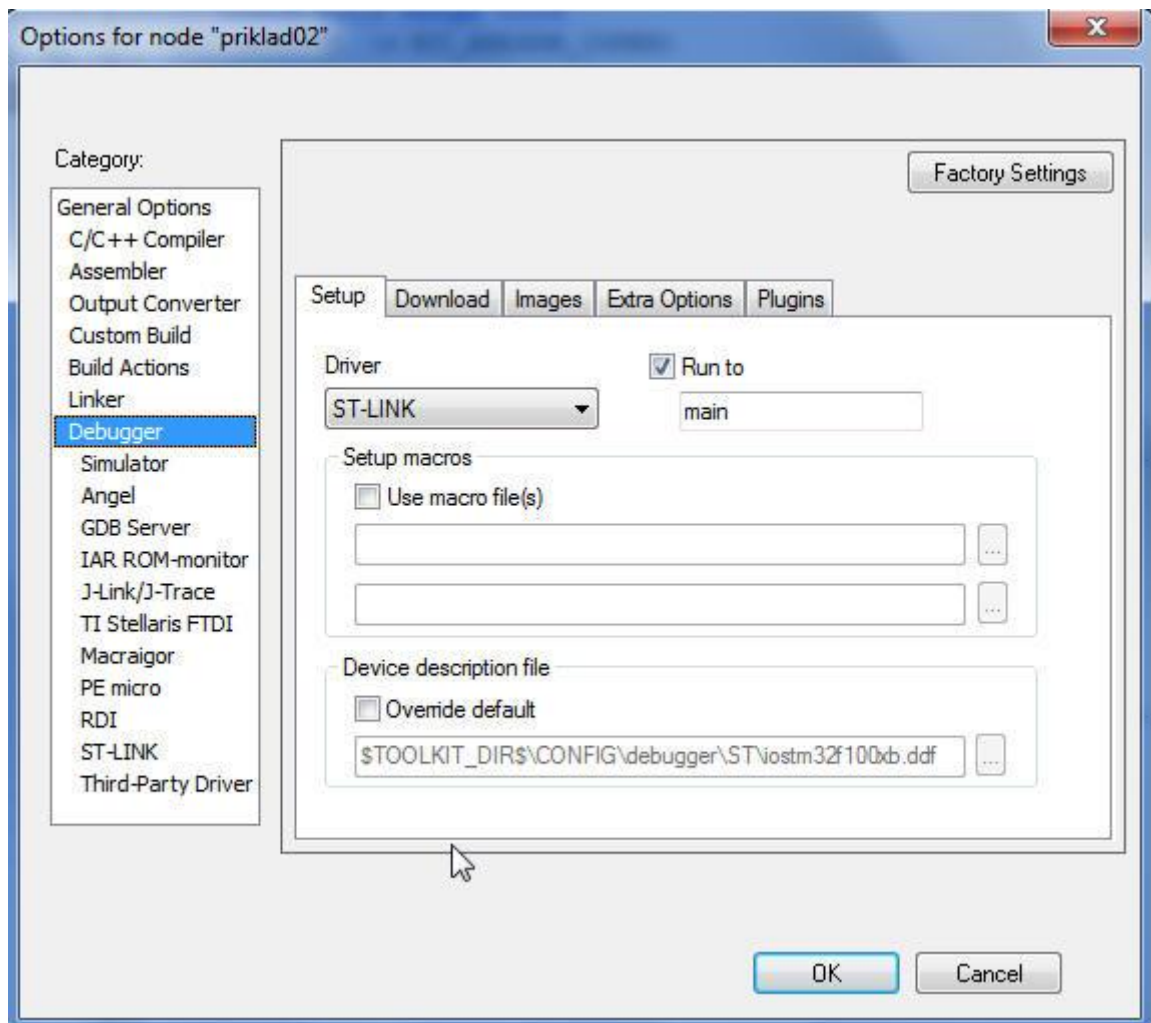 Options for node "priklad02"
Category:
General Options
C/C++ Compiler
Assembler
Output Converter
Custom Build
Build Actions
Linker
Debugger
Simulator
Angel
GDB Server
IAR ROM-monitor
J-Link/J-Trace
TI Stellaris FTDI
Macraigor
PE micro
RDI
ST-LINK
Third-Party Driver
Factory Settings
Setup Download Images Extra Options Plugins
Driver
ST-LINK
Run to
main
Setup macros
Use macro file(s)
...
...
Device description file
Override default
$TOOLKIT_DIR$\CONFIG\debugger\ST\iostm32f100xb.ddf
...
OK Cancel